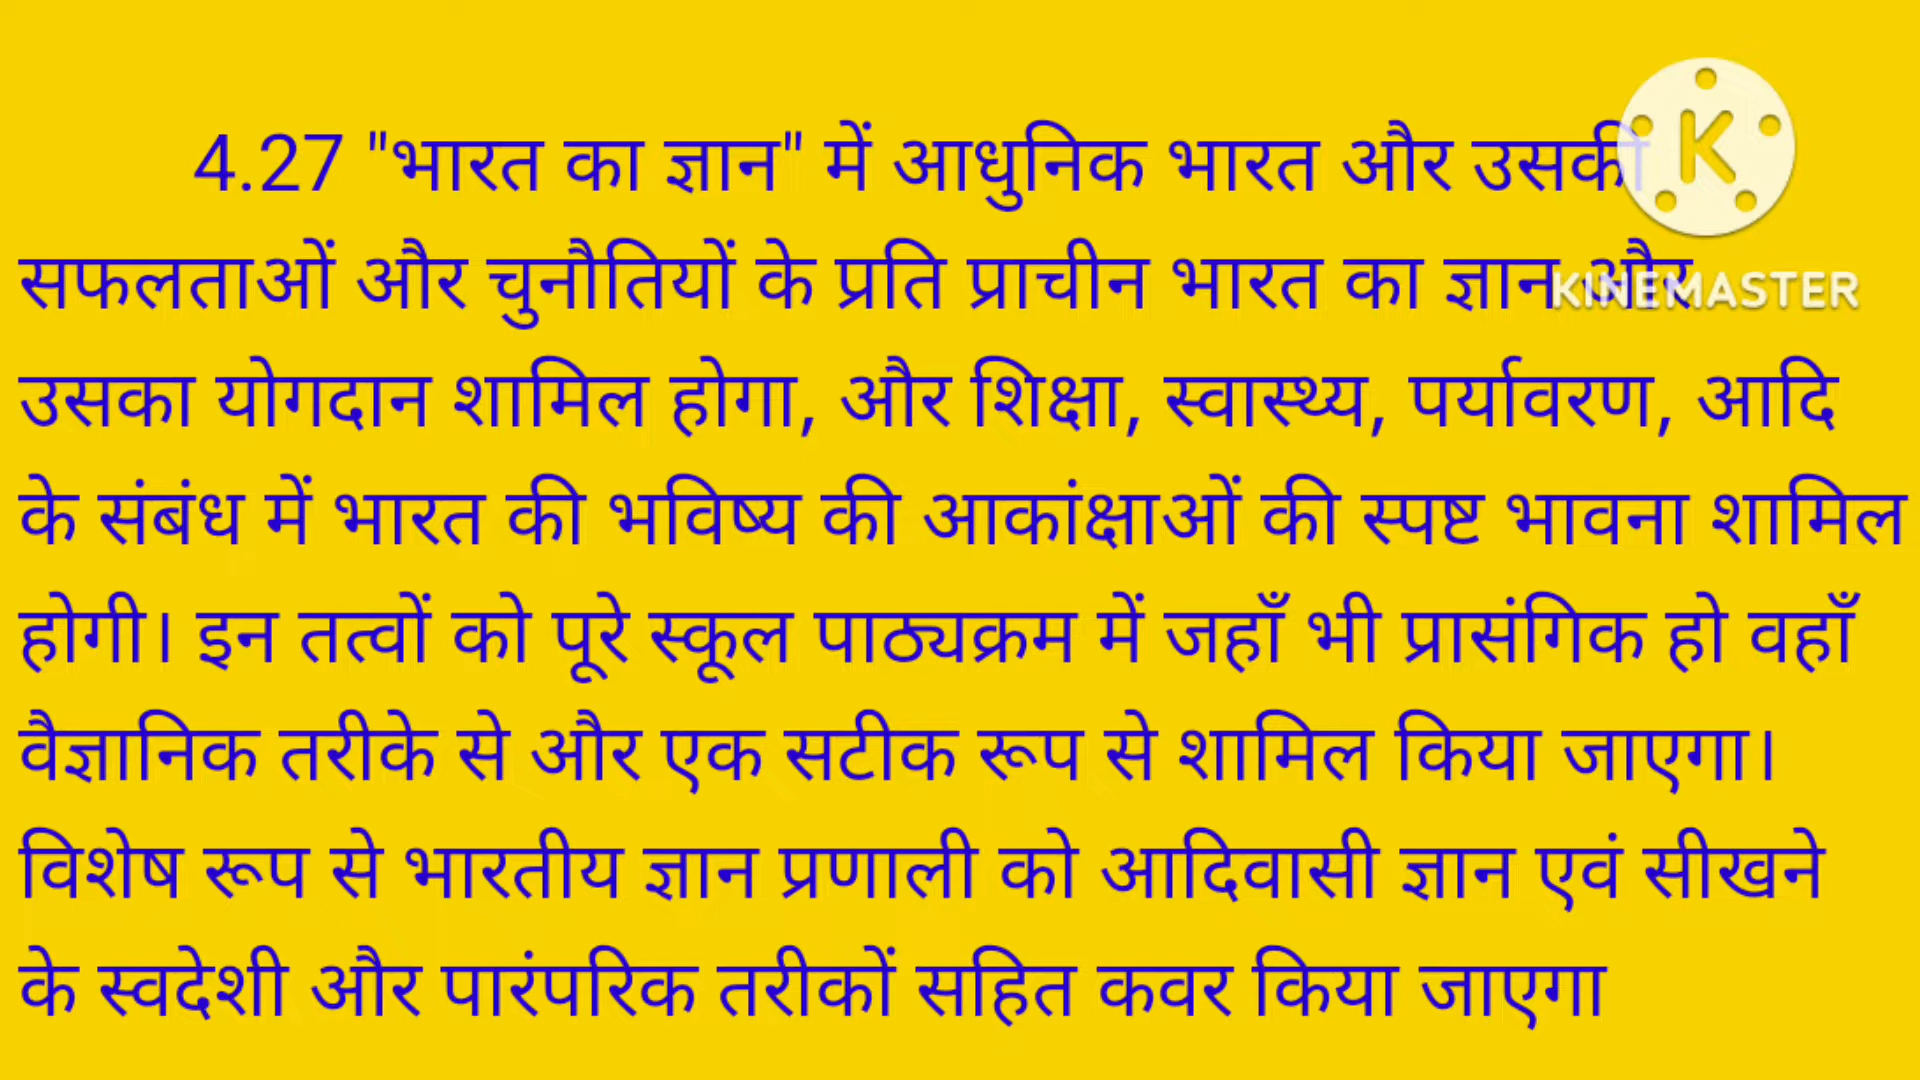 4.27 "भारत का ज्ञान" में आधुनिक भारत और उसकी
सफलताओं और चुनौतियों के प्रति प्राचीन भारत का ज्ञान और
उसका योगदान शामिल होगा, और शिक्षा, स्वास्थ्य, पर्यावरण, आदि
के संबंध में भारत की भविष्य की आकांक्षाओं की स्पष्ट भावना शामिल
होगी। इन तत्वों को पूरे स्कूल पाठ्यक्रम में जहाँ भी प्रासंगिक हो वहाँ
वैज्ञानिक तरीके से और एक सटीक रूप से शामिल किया जाएगा।
विशेष रूप से भारतीय ज्ञान प्रणाली को आदिवासी ज्ञान एवं सीखने
के स्वदेशी और पारंपरिक तरीकों सहित कवर किया जाएगा
K
KINEMASTER